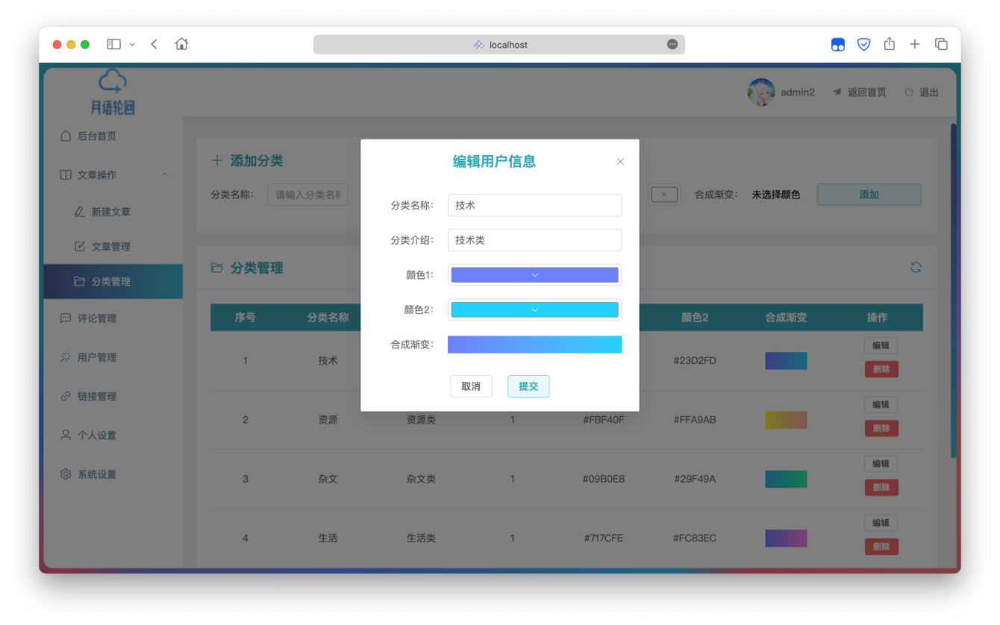 localhost
月语轮回
admin2
返回首页
退出
后台首页
文章操作
新建文章
文章管理
分类管理
评论管理
用户管理
链接管理
个人设置
系统设置
添加分类
分类名称：
请输入分类名称
合成渐变：
未选择颜色
添加
编辑用户信息
分类名称：
技术
分类介绍：
技术类
颜色1：
颜色2：
合成渐变：
取消
提交
分类管理
序号 分类名称 颜色2 合成渐变 操作
1 技术 #23D2FD 编辑 删除
2 资源 资源类 1 #FBF40F #FFA9AB 编辑 删除
3 杂文 杂文类 1 #09B0E8 #29F49A 编辑 删除
4 生活 生活类 1 #717CFE #FC83EC 编辑 删除